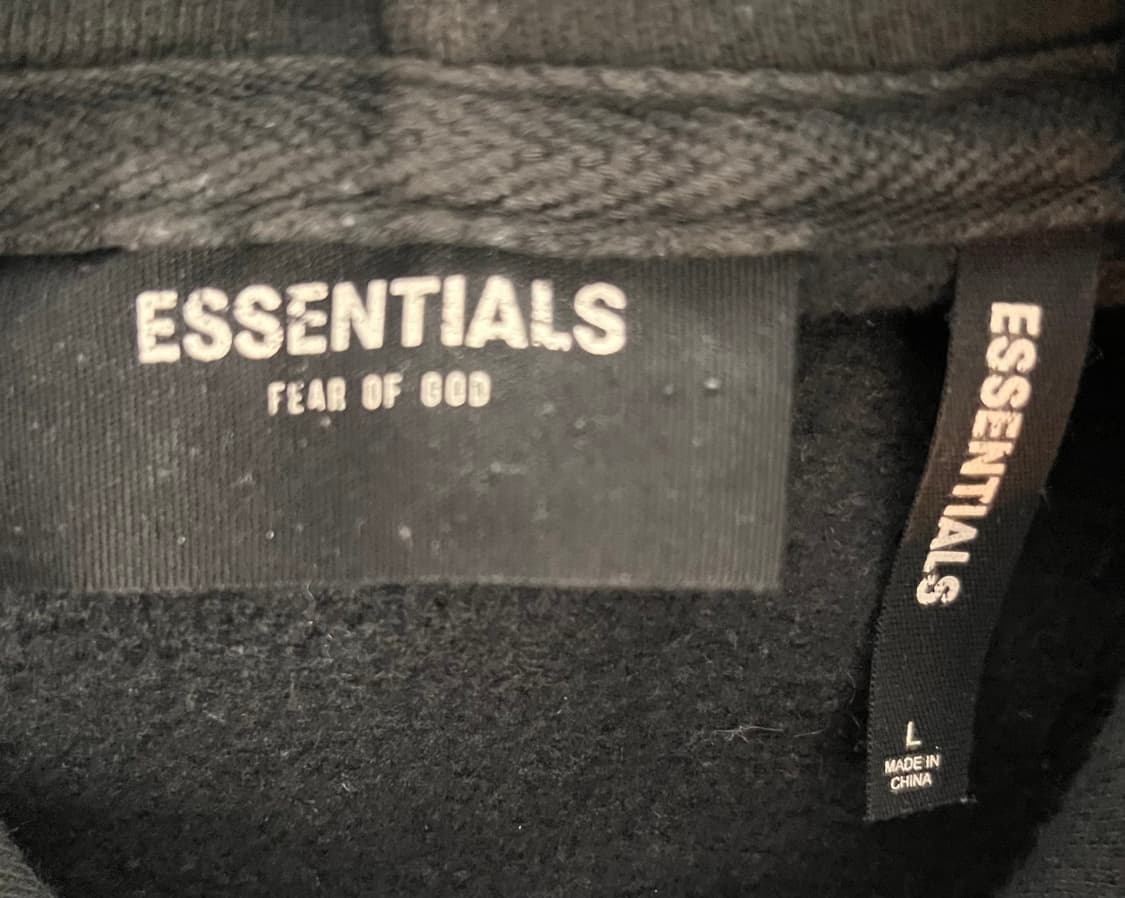 ESSENTIALS
FEAR OF GOD
ESSENTIALS
L
MADE IN
CHINA